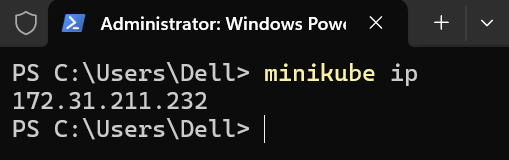 Administrator: Windows Powe
PS C:\Users\Dell> minikube ip
172.31.211.232
PS C:\Users\Dell>